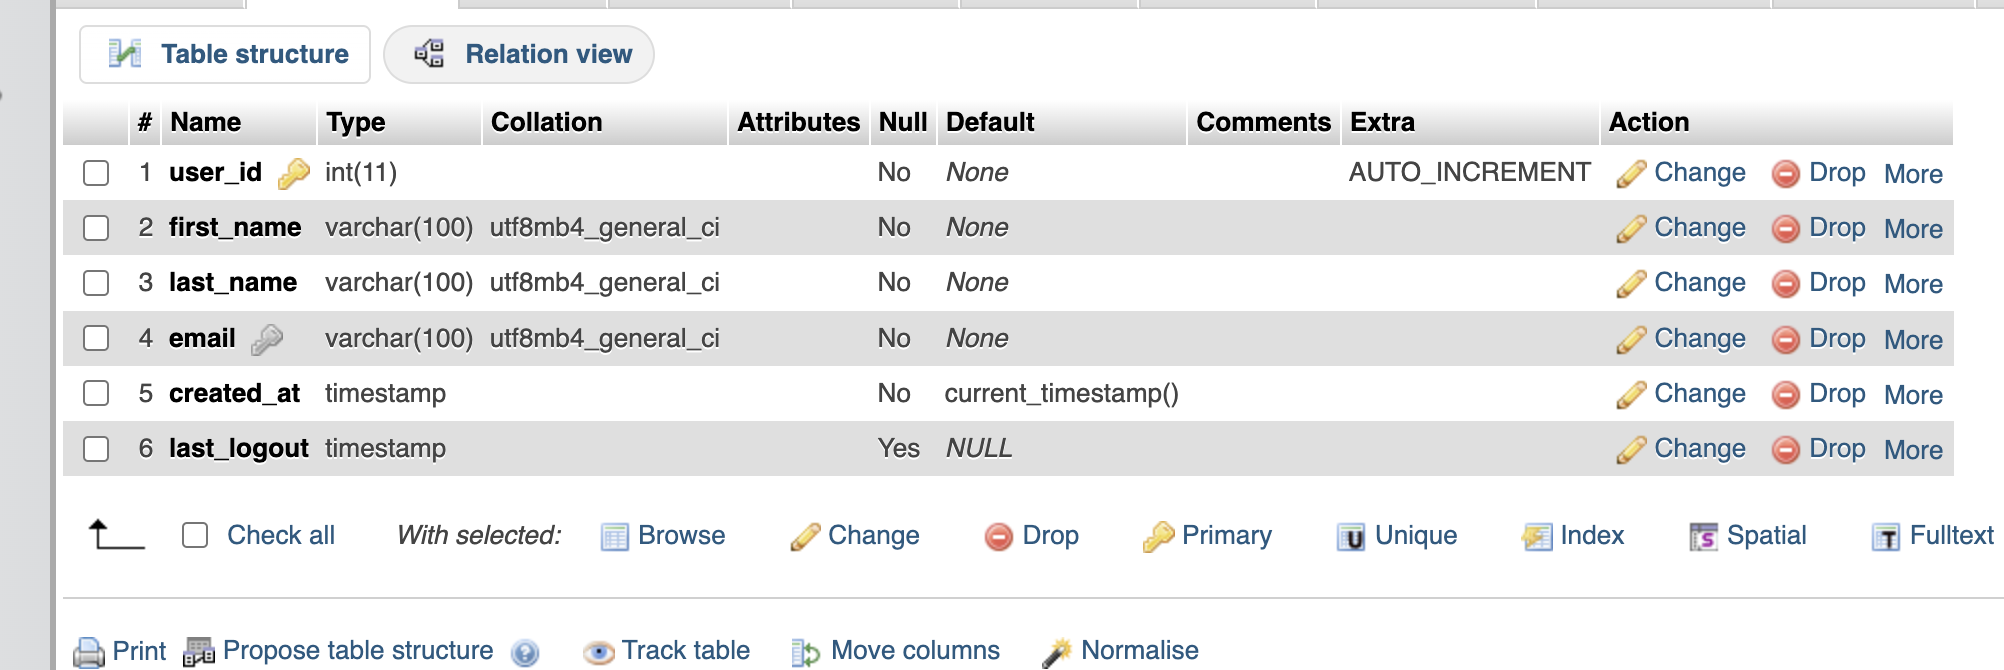 Table structure Relation view
# Name Type Collation Attributes Null Default Comments Extra Action
1 user_id int(11) No None AUTO_INCREMENT Change Drop More
2 first_name varchar(100) utf8mb4_general_ci No None Change Drop More
3 last_name varchar(100) utf8mb4_general_ci No None Change Drop More
4 email varchar(100) utf8mb4_general_ci No None Change Drop More
5 created_at timestamp No current_timestamp() Change Drop More
6 last_logout timestamp Yes NULL Change Drop More
Check all With selected: Browse Change Drop Primary Unique Index Spatial Fulltext
Print Propose table structure Track table Move columns Normalise